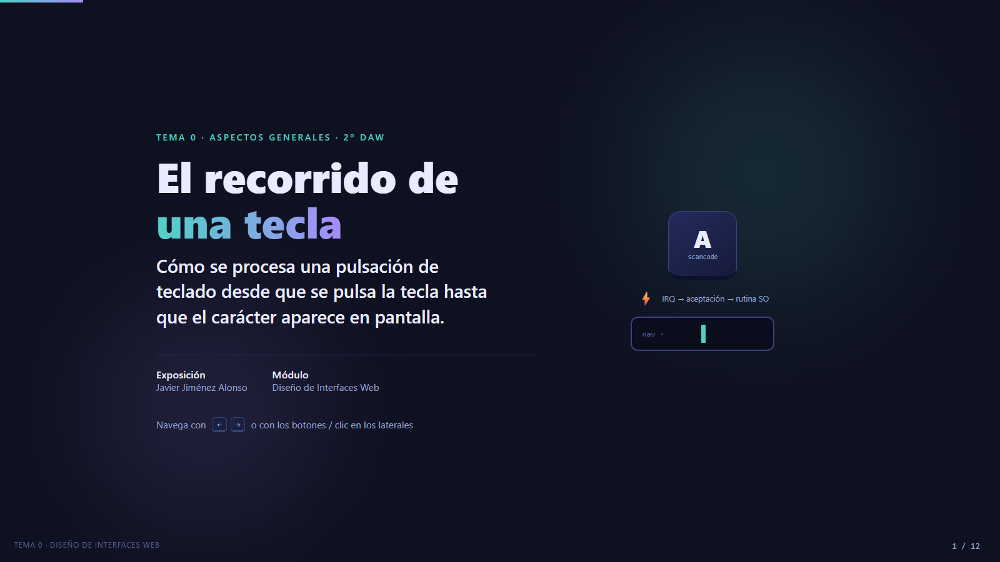 TEMA 0 · ASPECTOS GENERALES · 2º DAW
El recorrido de
una tecla
Cómo se procesa una pulsación de
teclado desde que se pulsa la tecla hasta
que el carácter aparece en pantalla.
Exposición
Javier Jiménez Alonso
Módulo
Diseño de Interfaces Web
Navega con ← → o con los botones / clic en los laterales
A
scancode
IRQ → aceptación → rutina SO
nav ·
TEMA 0 · DISEÑO DE INTERFACES WEB
1 / 12